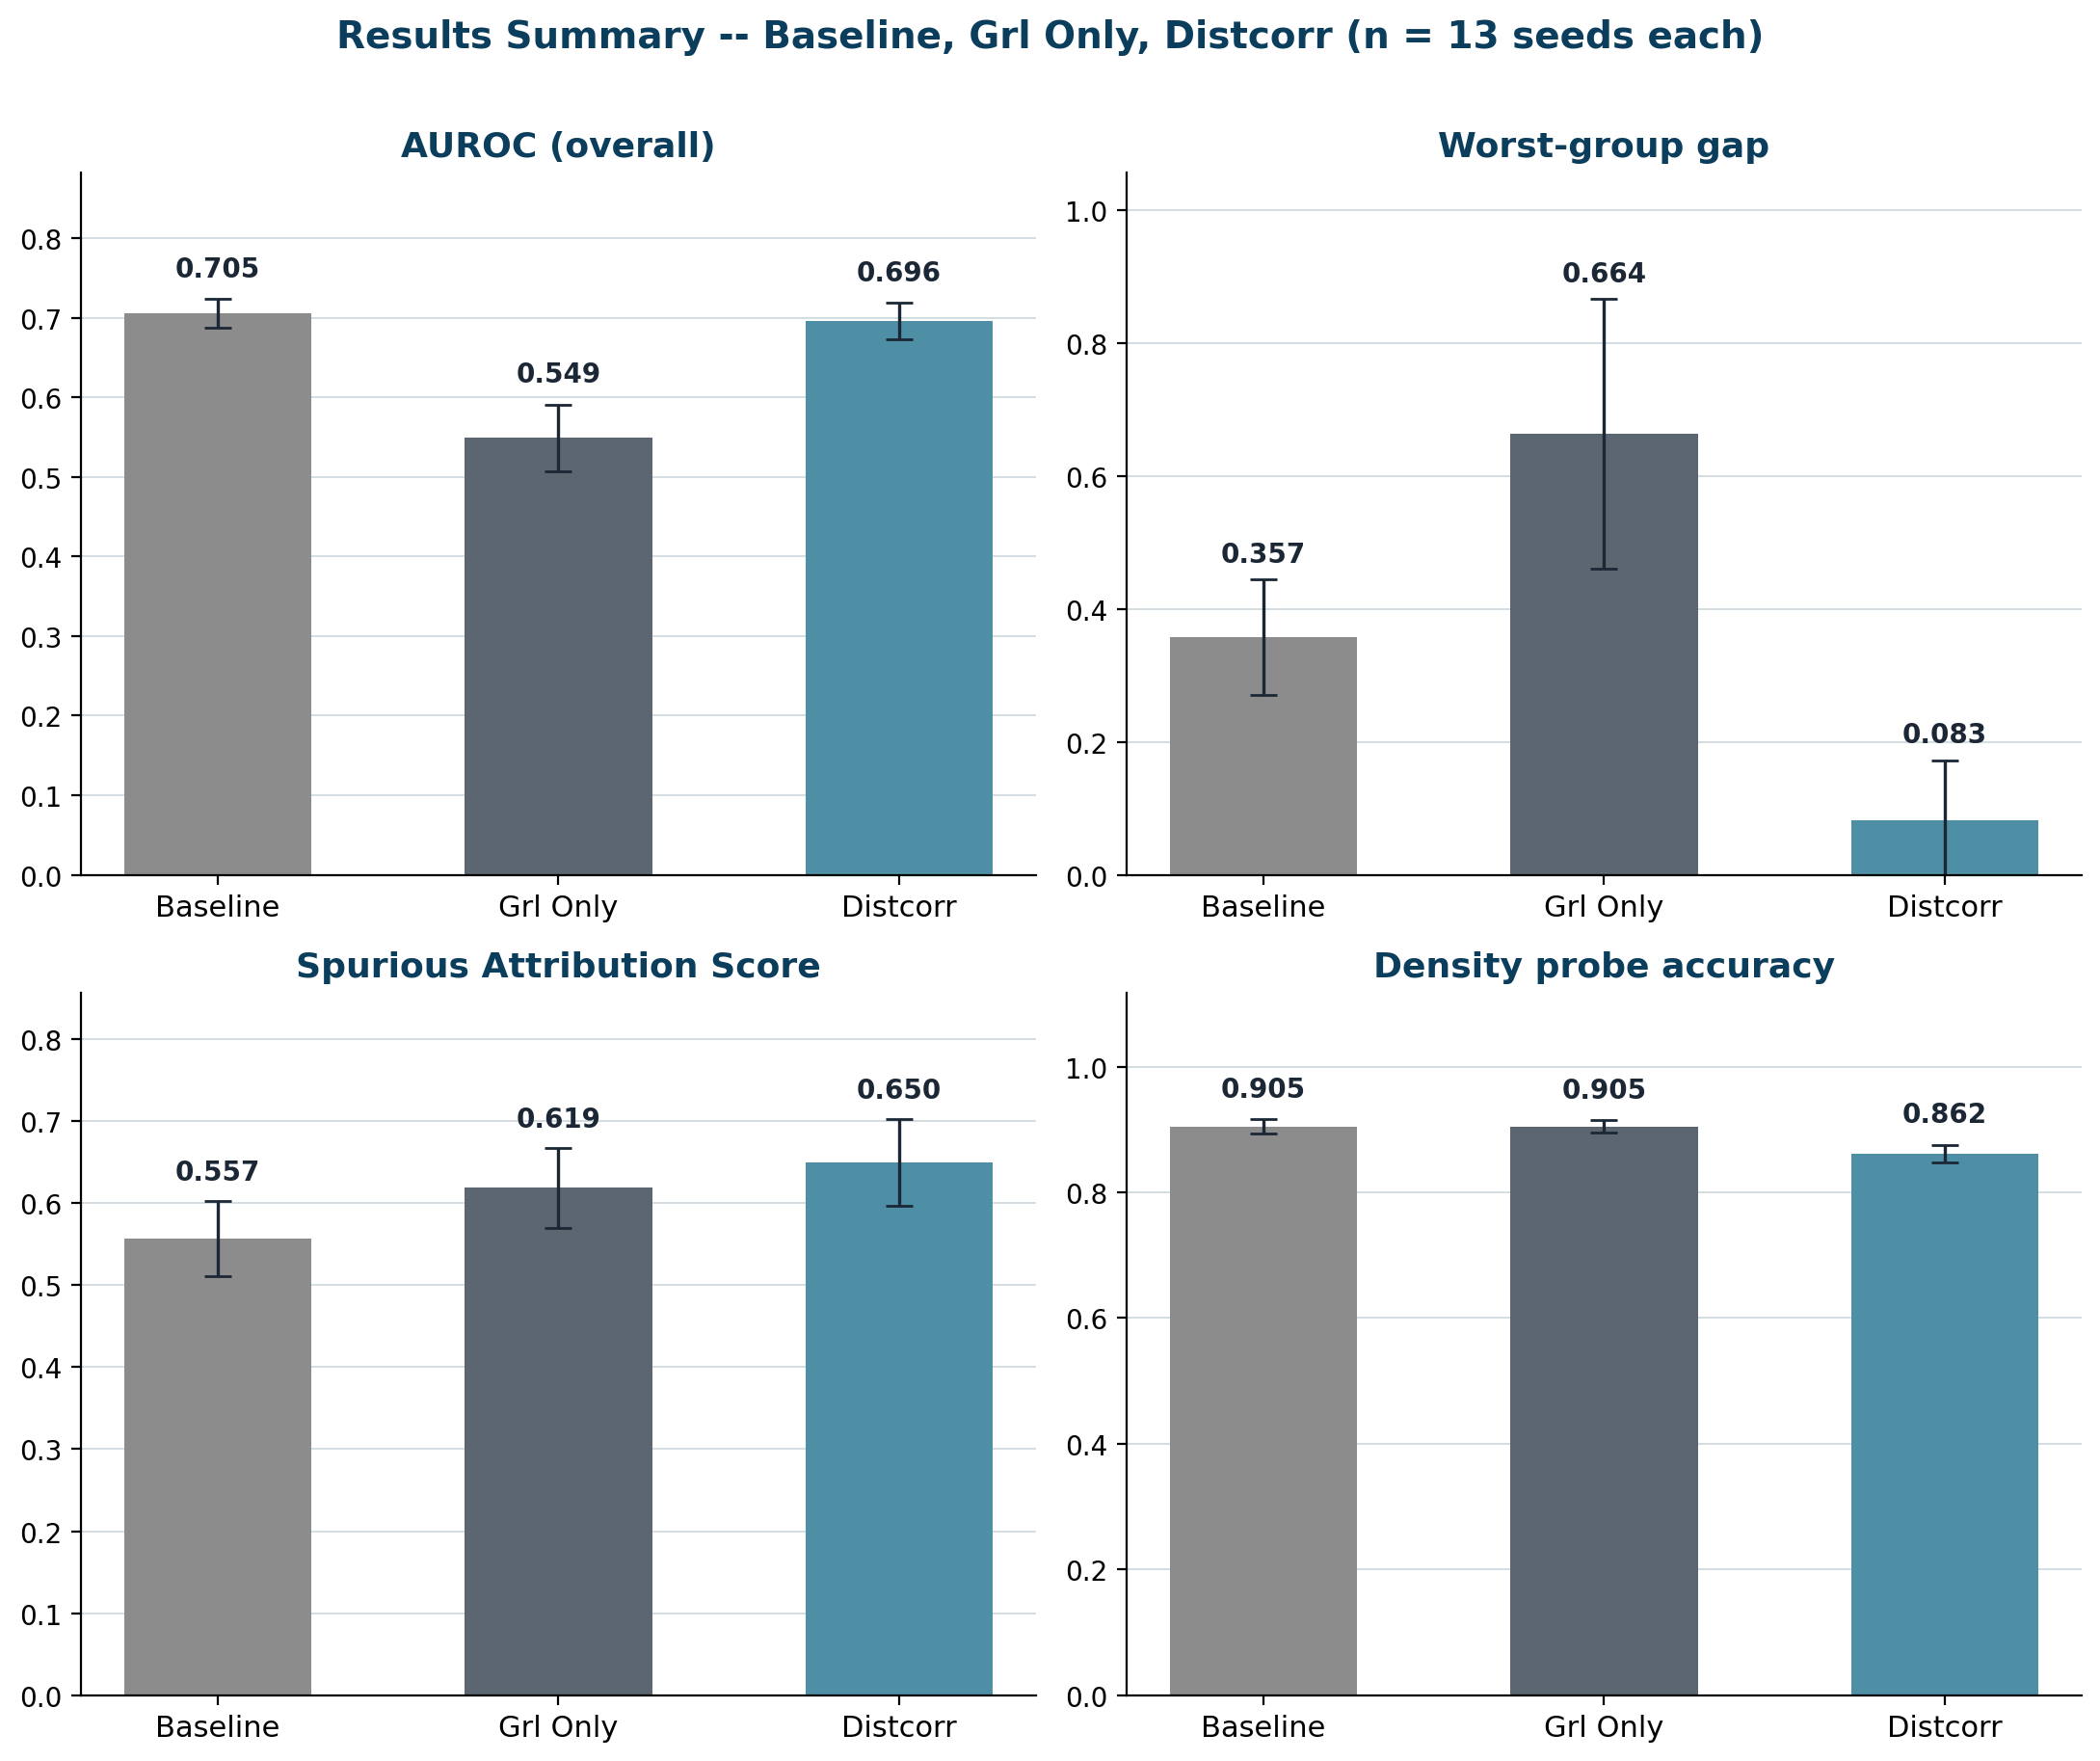 Results Summary -- Baseline, Grl Only, Distcorr (n = 13 seeds each)
AUROC (overall)
0.8
0.7
0.6
0.5
0.4
0.3
0.2
0.1
0.0
0.705
0.549
0.696
Baseline
Grl Only
Distcorr
Worst-group gap
1.0
0.8
0.6
0.4
0.2
0.0
0.357
0.664
0.083
Baseline
Grl Only
Distcorr
Spurious Attribution Score
0.8
0.7
0.6
0.5
0.4
0.3
0.2
0.1
0.0
0.557
0.619
0.650
Baseline
Grl Only
Distcorr
Density probe accuracy
1.0
0.8
0.6
0.4
0.2
0.0
0.905
0.905
0.862
Baseline
Grl Only
Distcorr